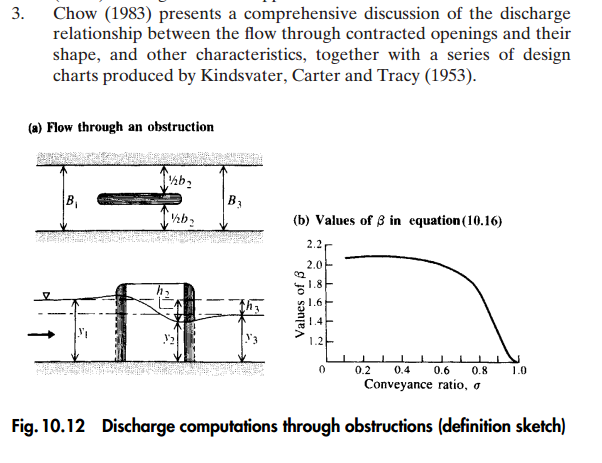 3. Chow (1983) presents a comprehensive discussion of the discharge
relationship between the flow through contracted openings and their
shape, and other characteristics, together with a series of design
charts produced by Kindsvater, Carter and Tracy (1953).
(a) Flow through an obstruction
½b₂
B₁
B₃
½b₂
h₂
h₃
y₁
y₂
y₃
(b) Values of β in equation (10.16)
Values of β
2.2
2.0
1.8
1.6
1.4
1.2
0 0.2 0.4 0.6 0.8 1.0
Conveyance ratio, σ
Fig. 10.12 Discharge computations through obstructions (definition sketch)